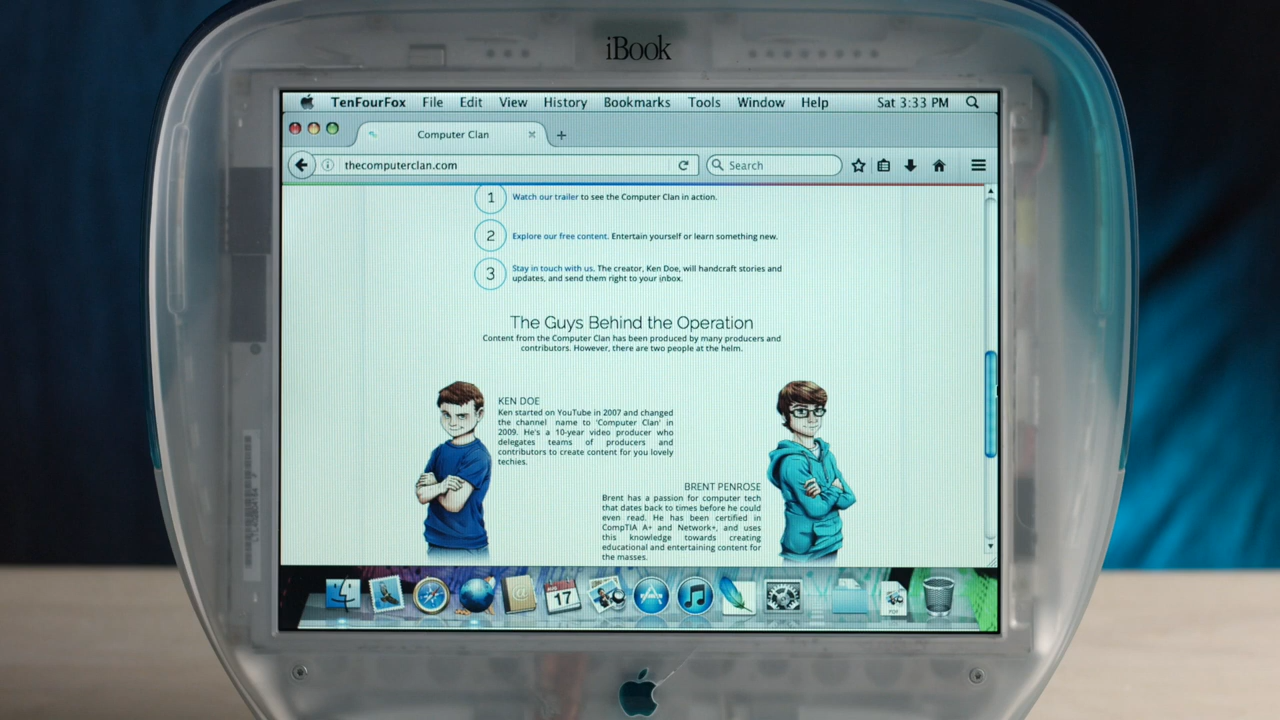 iBook
TenFourFox File Edit View History Bookmarks Tools Window Help Sat 3:33 PM
Computer Clan
thecomputerclan.com Search
1 Watch our trailer to see the Computer Clan in action.
2 Explore our free content. Entertain yourself or learn something new.
3 Stay in touch with us. The creator, Ken Doe, will handcraft stories and
updates, and send them right to your inbox.
The Guys Behind the Operation
Content from the Computer Clan has been produced by many producers and
contributors. However, there are two people at the helm.
KEN DOE
Ken started on YouTube in 2007 and changed
the channel name to 'Computer Clan' in
2009. He's a 10-year video producer who
delegates teams of producers and
contributors to create content for you lovely
techies.
BRENT PENROSE
Brent has a passion for computer tech
that dates back to times before he could
even read. He has been certified in
CompTIA A+ and Network+, and uses
this knowledge towards creating
educational and entertaining content for
the masses.
17